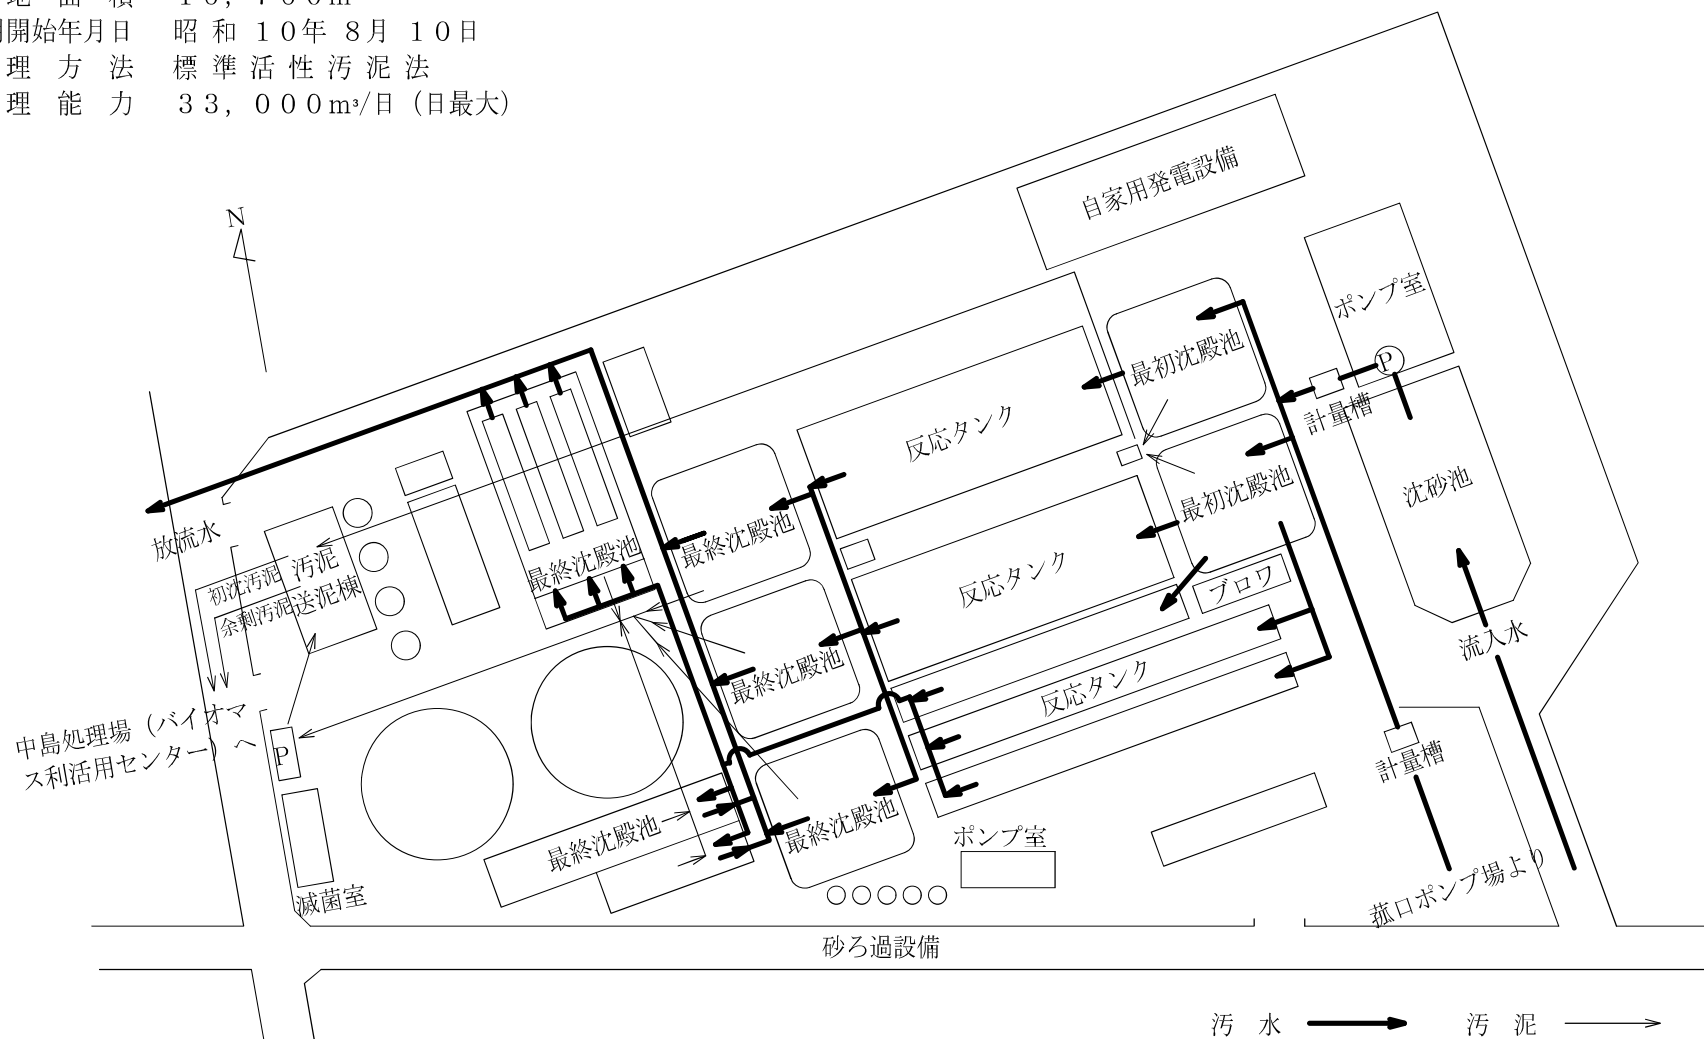 開始年月日 昭和10年8月10日
理方法 標準活性汚泥法
理能力 33,000m³/日(日最大)
N
自家用発電設備
ポンプ室
最初沈殿池
P
計量槽
反応タンク
沈砂池
最初沈殿池
放流水
最終沈殿池
最終沈殿池
汚泥
送泥棟
初沈汚泥
余剰汚泥
反応タンク
ブロワ
流入水
最終沈殿池
反応タンク
中島処理場(バイオマ
ス利活用センター)へ
P
計量槽
最終沈殿池
最終沈殿池
ポンプ室
滅菌室
菰口ポンプ場より
砂ろ過設備
汚水
汚泥